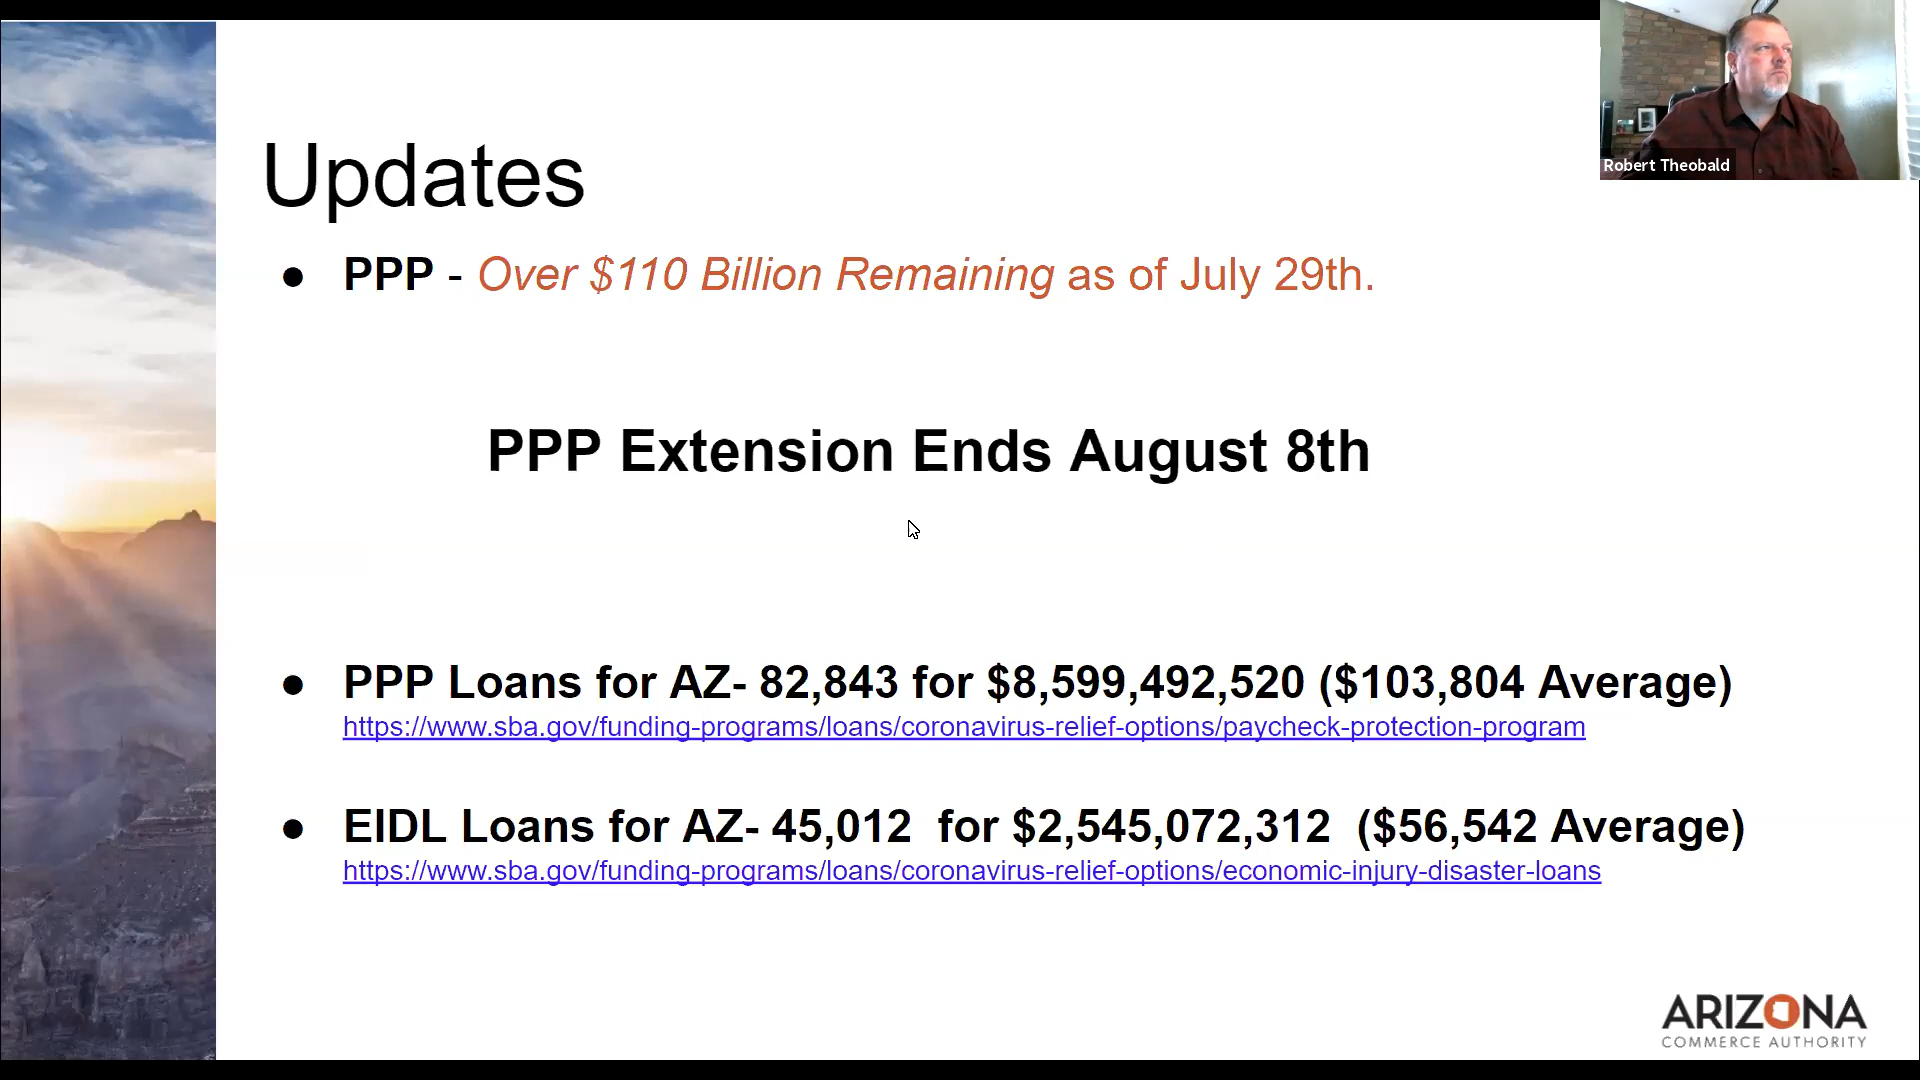 Robert Theobald
Updates
● PPP - Over $110 Billion Remaining as of July 29th.
PPP Extension Ends August 8th
● PPP Loans for AZ- 82,843 for $8,599,492,520 ($103,804 Average)
https://www.sba.gov/funding-programs/loans/coronavirus-relief-options/paycheck-protection-program
● EIDL Loans for AZ- 45,012  for $2,545,072,312  ($56,542 Average)
https://www.sba.gov/funding-programs/loans/coronavirus-relief-options/economic-injury-disaster-loans
ARIZONA
COMMERCE AUTHORITY